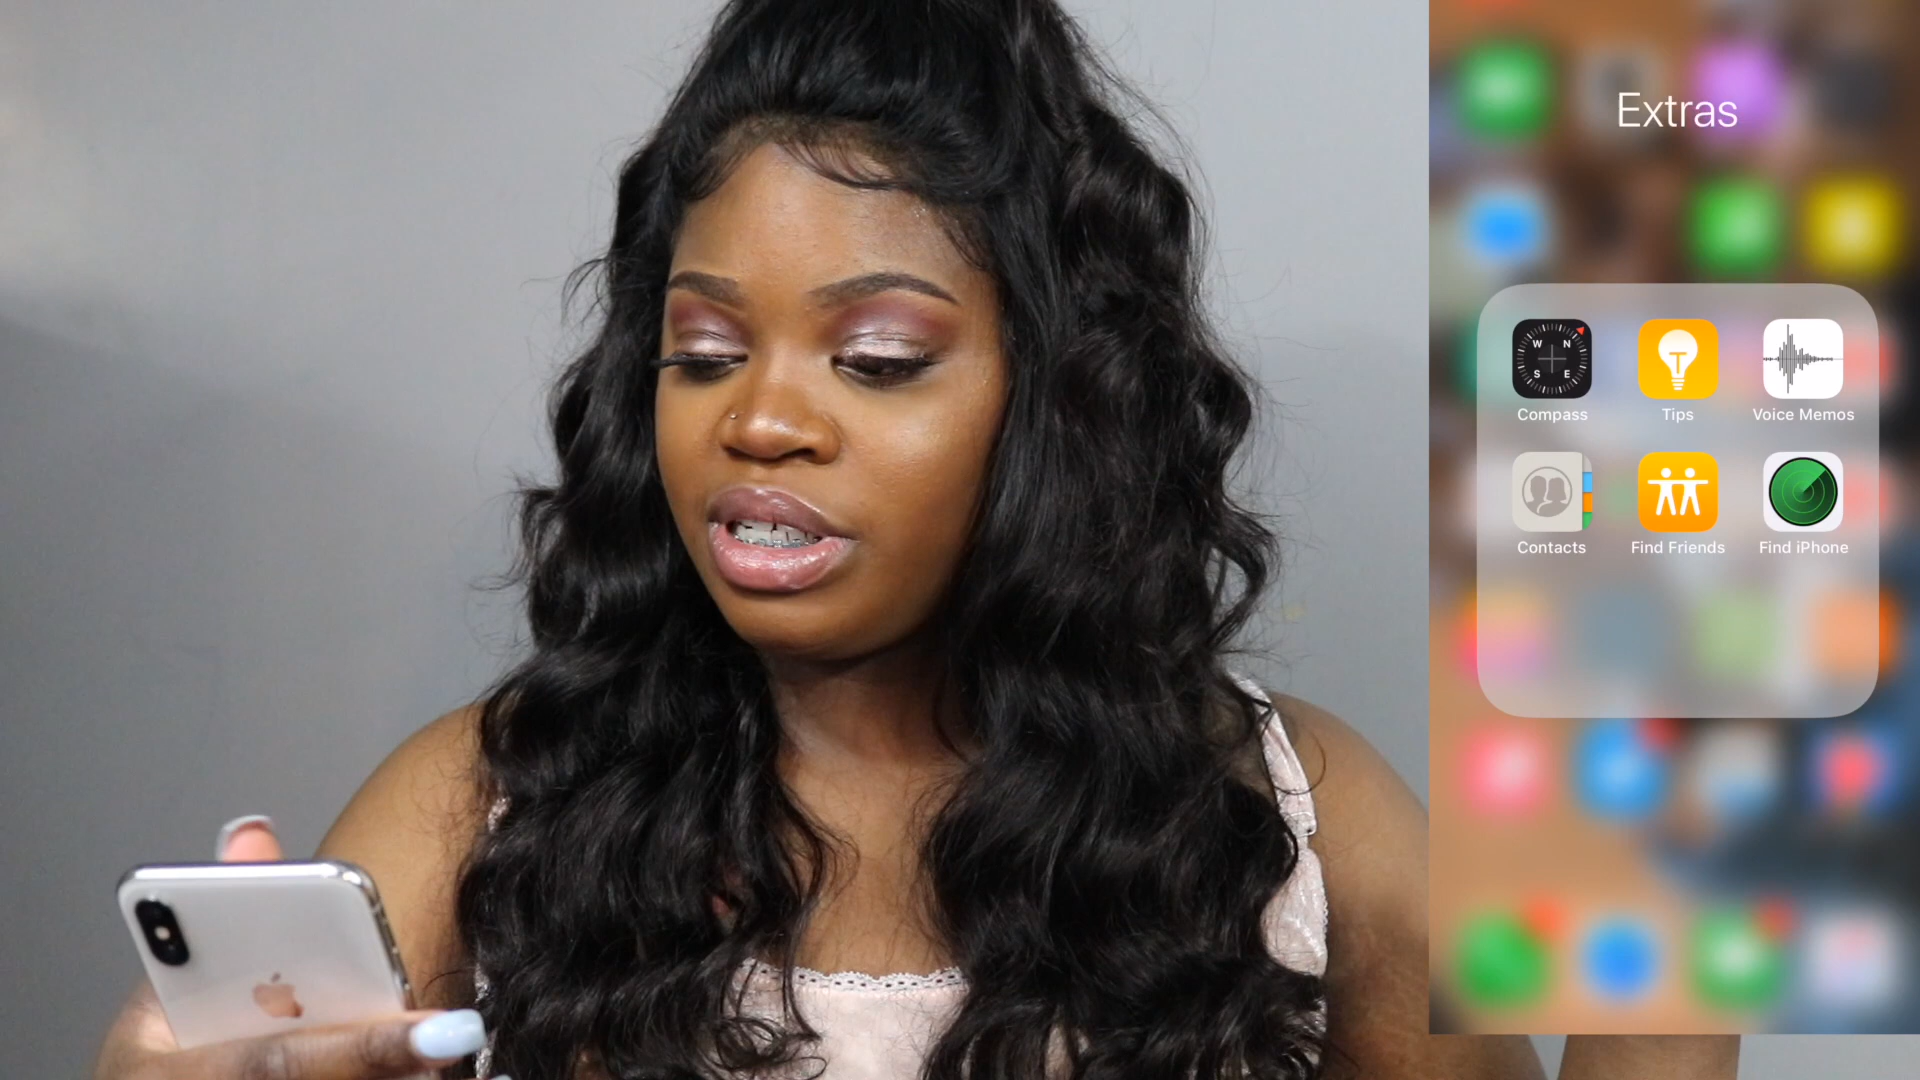 Extras
W N
S E
Compass
T
Tips
Voice Memos
Contacts
Find Friends
Find iPhone